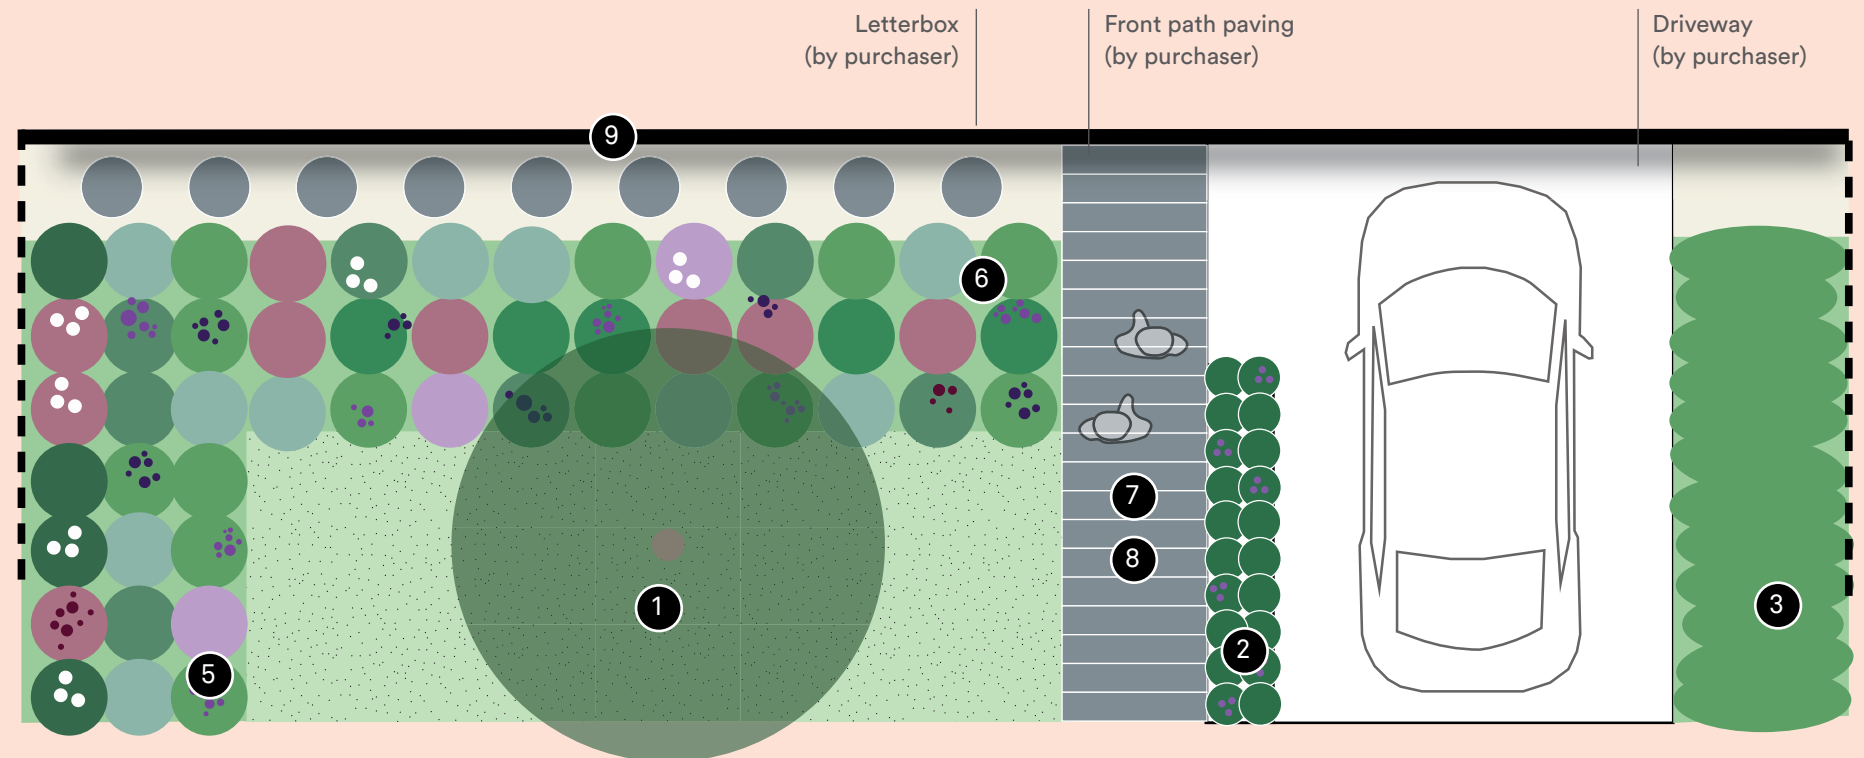 Letterbox
(by purchaser)
Front path paving
(by purchaser)
Driveway
(by purchaser)
9
6
7
8
1
3
2
5